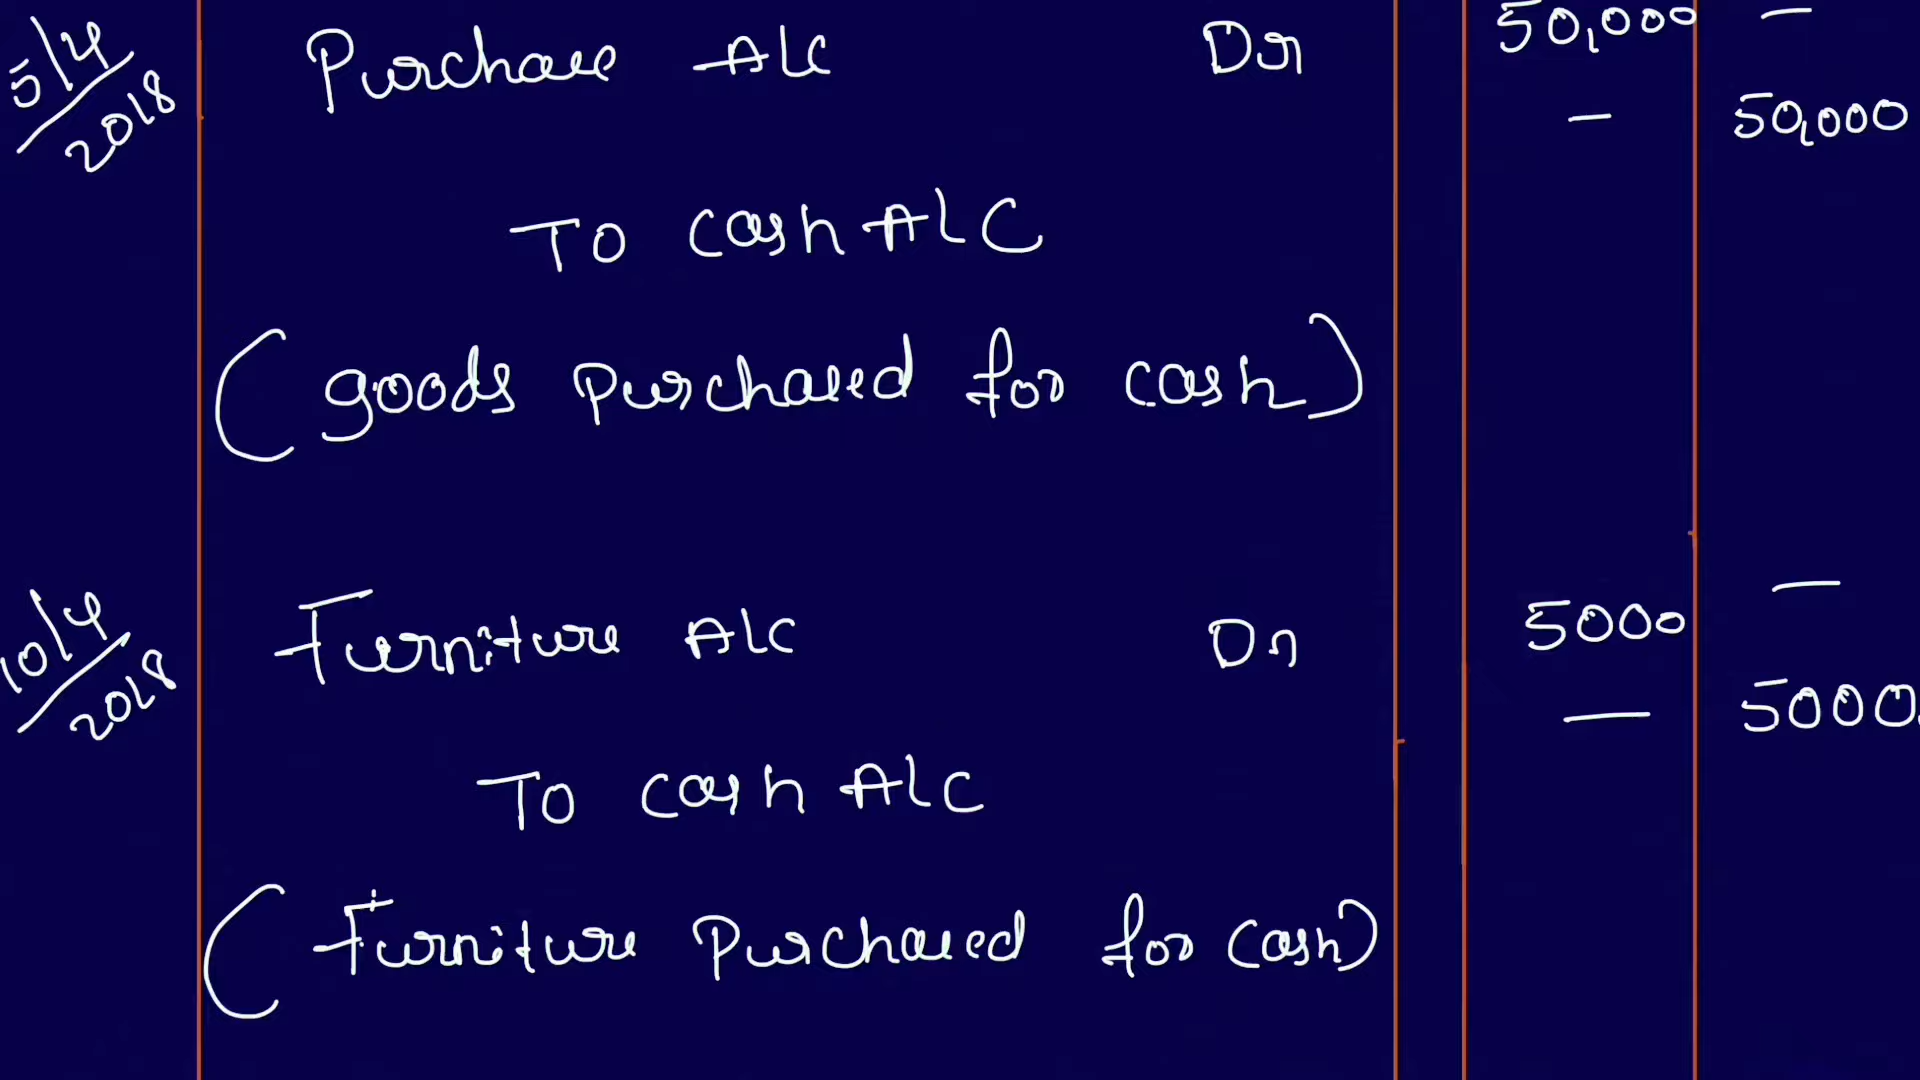 5/4/2018 Purchase A/c Dr 50,000 —
— 50,000
To cash A/c
(goods purchased for cash)
10/4/2018 Furniture A/c Dr 5000 —
— 5000
To cash A/c
(Furniture Purchased for cash)